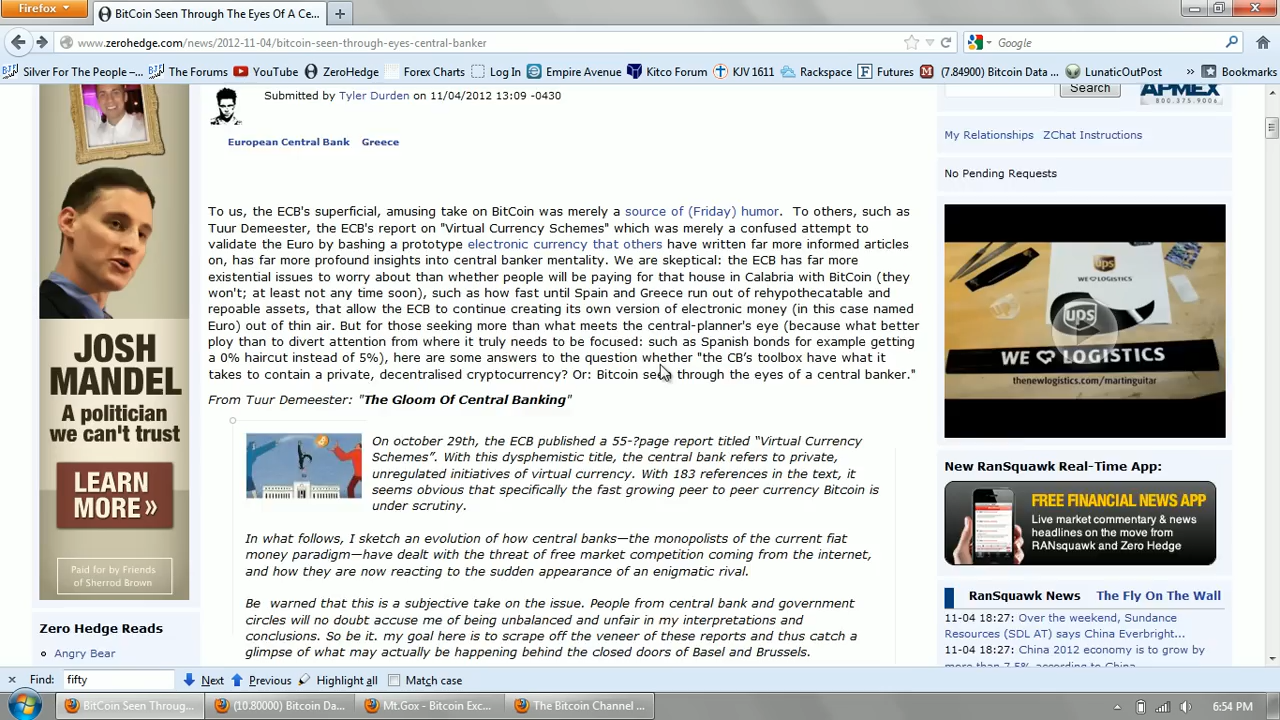 Firefox
BitCoin Seen Through The Eyes Of A Ce...
www.zerohedge.com/news/2012-11-04/bitcoin-seen-through-eyes-central-banker
Google
Silver For The People –...
The Forums
YouTube
ZeroHedge
Forex Charts
Log In
Empire Avenue
Kitco Forum
KJV 1611
Rackspace
Futures
(7.84900) Bitcoin Data ...
LunaticOutPost
»
Bookmarks
Submitted by Tyler Durden on 11/04/2012 13:09 -0430
European Central Bank Greece
To us, the ECB's superficial, amusing take on BitCoin was merely a source of (Friday) humor. To others, such as
Tuur Demeester, the ECB's report on "Virtual Currency Schemes" which was merely a confused attempt to
validate the Euro by bashing a prototype electronic currency that others have written far more informed articles
on, has far more profound insights into central banker mentality. We are skeptical: the ECB has far more
existential issues to worry about than whether people will be paying for that house in Calabria with BitCoin (they
won't; at least not any time soon), such as how fast until Spain and Greece run out of rehypothecatable and
repoable assets, that allow the ECB to continue creating its own version of electronic money (in this case named
Euro) out of thin air. But for those seeking more than what meets the central-planner's eye (because what better
ploy than to divert attention from where it truly needs to be focused: such as Spanish bonds for example getting
a 0% haircut instead of 5%), here are some answers to the question whether "the CB's toolbox have what it
takes to contain a private, decentralised cryptocurrency? Or: Bitcoin seen through the eyes of a central banker."
From Tuur Demeester: "The Gloom Of Central Banking"
On october 29th, the ECB published a 55-?page report titled “Virtual Currency
Schemes”. With this dysphemistic title, the central bank refers to private,
unregulated initiatives of virtual currency. With 183 references in the text, it
seems obvious that specifically the fast growing peer to peer currency Bitcoin is
under scrutiny.
In what follows, I sketch an evolution of how central banks—the monopolists of the current fiat
money paradigm—have dealt with the threat of free market competition coming from the internet,
and how they are now reacting to the sudden appearance of an enigmatic rival.
Be warned that this is a subjective take on the issue. People from central bank and government
circles will no doubt accuse me of being unbalanced and unfair in my interpretations and
conclusions. So be it. my goal here is to scrape off the veneer of these reports and thus catch a
glimpse of what may actually be happening behind the closed doors of Basel and Brussels.
JOSH
MANDEL
A politician
we can't trust
LEARN
MORE»
Paid for by Friends
of Sherrod Brown
Zero Hedge Reads
Angry Bear
Search
APMEX
800.375.9006
My Relationships ZChat Instructions
No Pending Requests
WE LOGISTICS
ups
WE LOGISTICS
thenewlogistics.com/martinguitar
New RanSquawk Real-Time App:
FREE FINANCIAL NEWS APP
Live market commentary & news
headlines on the move from
RANsquawk and Zero Hedge
RanSquawk News The Fly On The Wall
11-04 18:27: Over the weekend, Sundance
Resources (SDL AT) says China Everbright...
11-04 18:27: China 2012 economy is to grow by
more than 7.5%, according to China
Find: fifty Next Previous Highlight all Match case
BitCoin Seen Throug...
(10.80000) Bitcoin Da...
Mt.Gox - Bitcoin Exc...
The Bitcoin Channel ...
6:54 PM